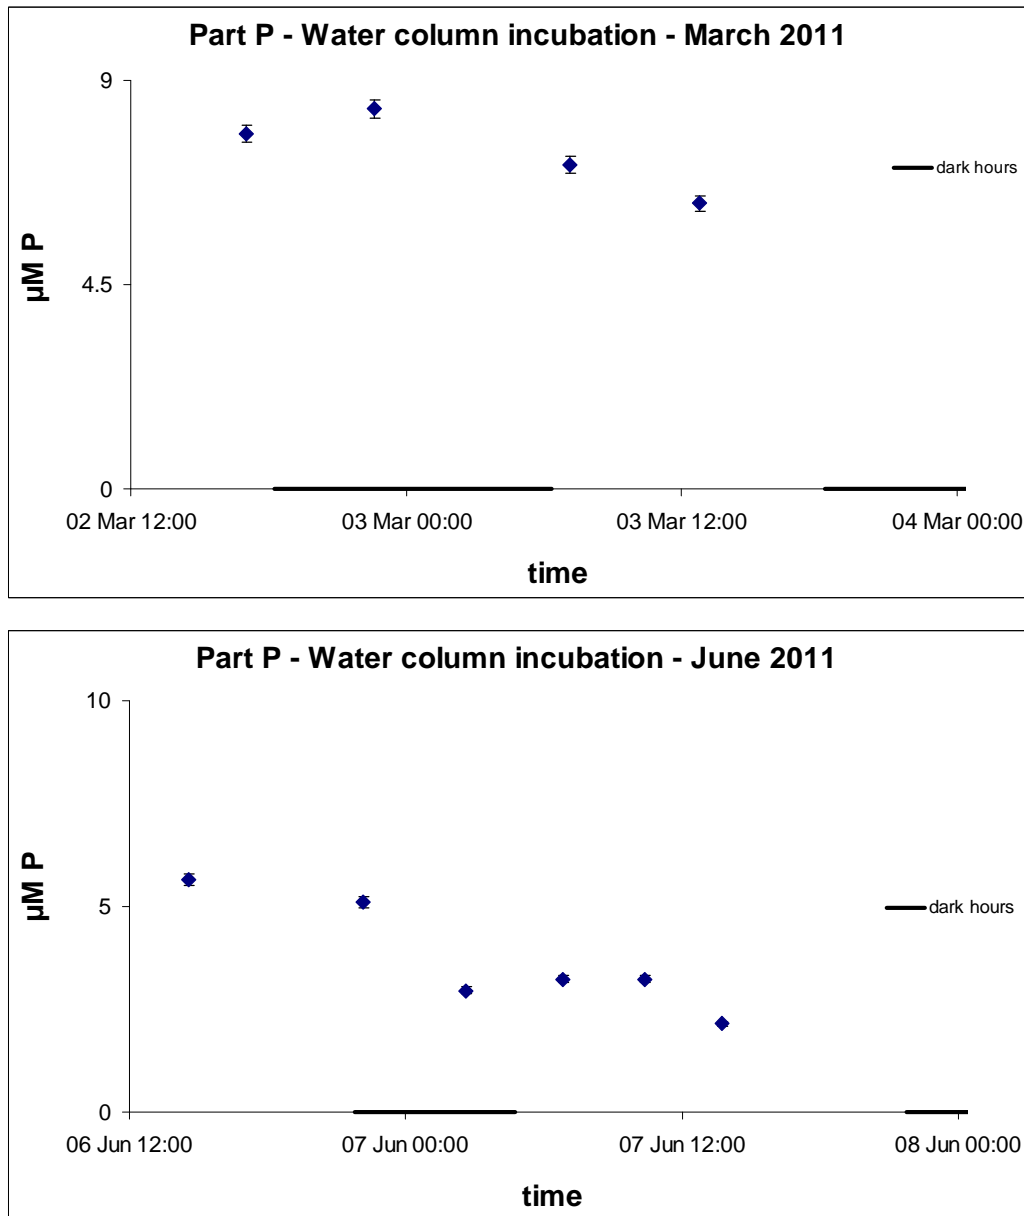 Part P - Water column incubation - March 2011
9
dark hours
µM P
4.5
0
02 Mar 12:00 03 Mar 00:00 03 Mar 12:00 04 Mar 00:00
time
Part P - Water column incubation - June 2011
10
µM P
5
dark hours
0
06 Jun 12:00 07 Jun 00:00 07 Jun 12:00 08 Jun 00:00
time